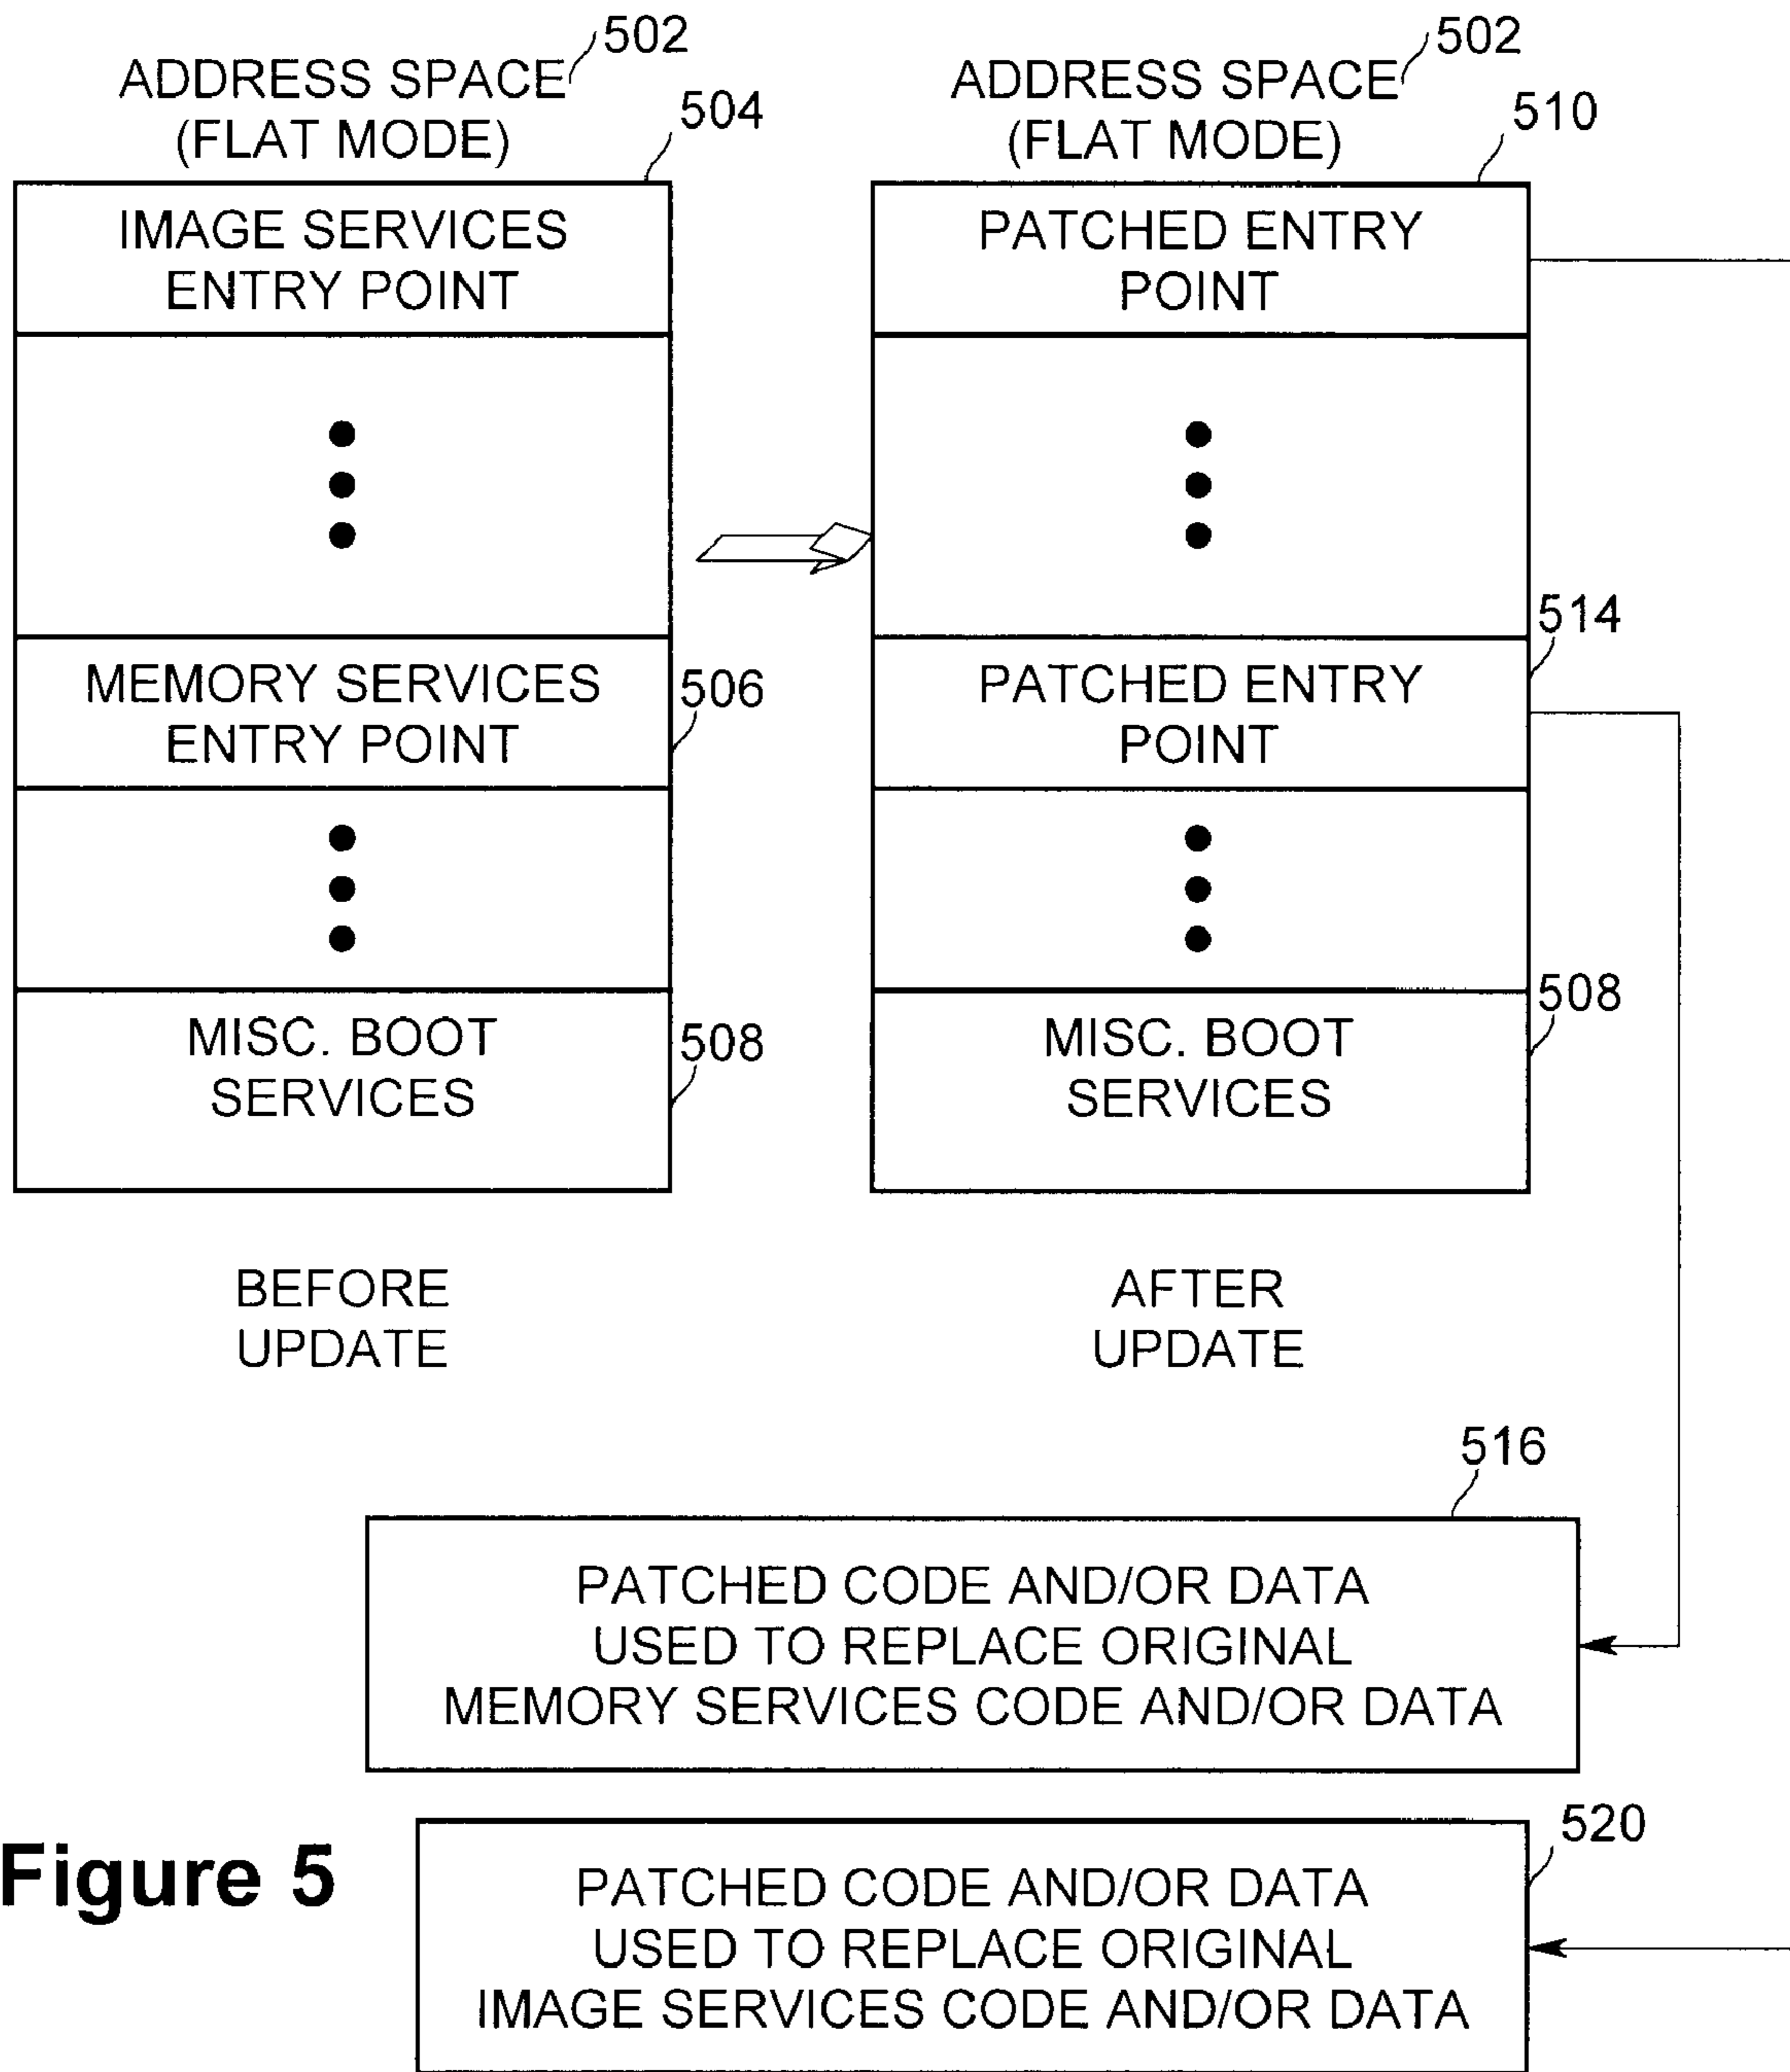 502
ADDRESS SPACE
(FLAT MODE)
504
IMAGE SERVICES
ENTRY POINT
MEMORY SERVICES
ENTRY POINT
506
MISC. BOOT
SERVICES
508
BEFORE
UPDATE
502
ADDRESS SPACE
(FLAT MODE)
510
PATCHED ENTRY
POINT
514
PATCHED ENTRY
POINT
508
MISC. BOOT
SERVICES
AFTER
UPDATE
516
PATCHED CODE AND/OR DATA
USED TO REPLACE ORIGINAL
MEMORY SERVICES CODE AND/OR DATA
520
PATCHED CODE AND/OR DATA
USED TO REPLACE ORIGINAL
IMAGE SERVICES CODE AND/OR DATA
Figure 5